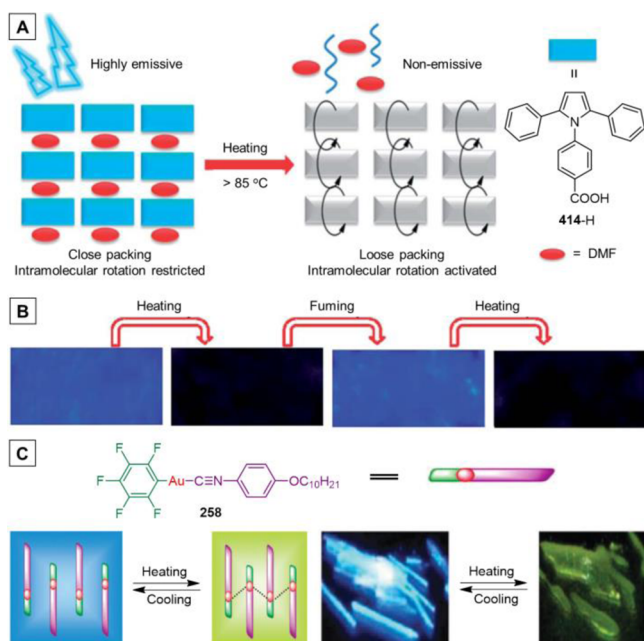 A
Highly emissive
Non-emissive
Heating
> 85 °C
Close packing
Intramolecular rotation restricted
Loose packing
Intramolecular rotation activated
=
N
COOH
414-H
= DMF
B
Heating
Fuming
Heating
C
F
F
F
F
F
Au
C≡N
OC10H21
=
258
Heating
Cooling
Heating
Cooling